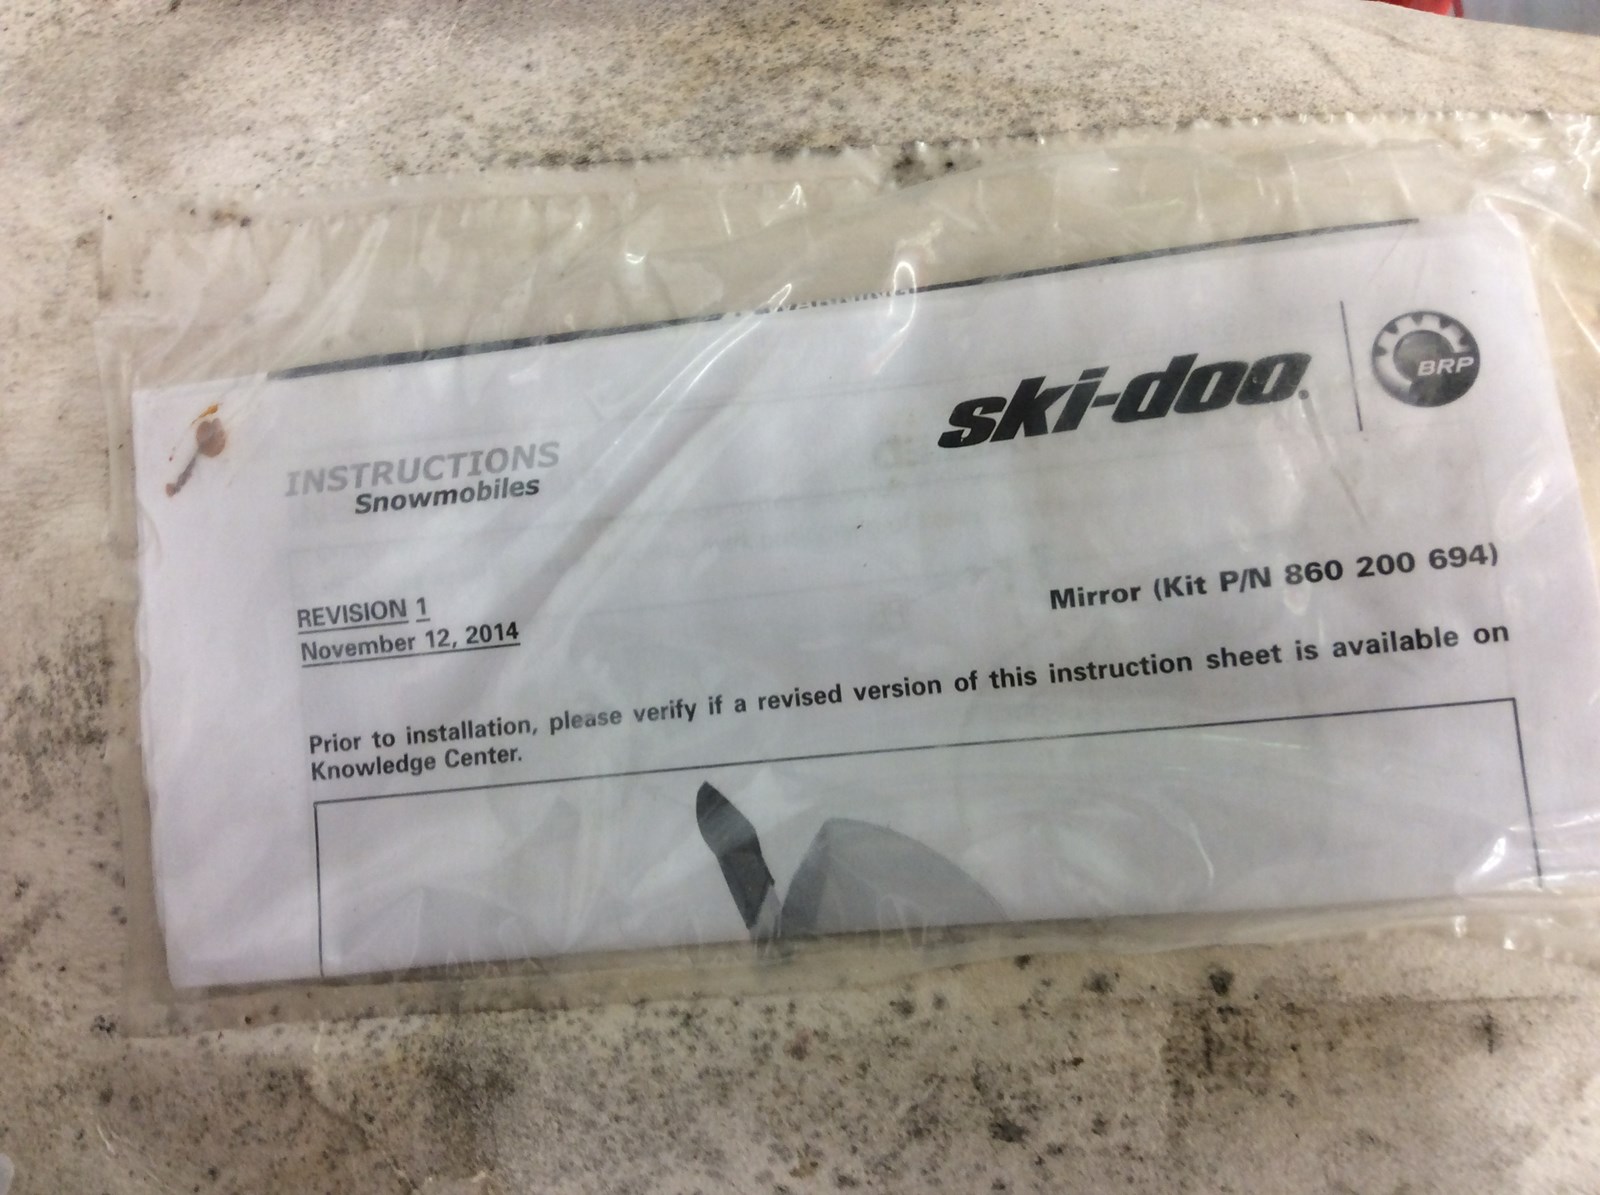 ski-doo.
BRP
INSTRUCTIONS
Snowmobiles
REVISION 1
November 12, 2014
Mirror (Kit P/N 860 200 694)
Prior to installation, please verify if a revised version of this instruction sheet is available on
Knowledge Center.